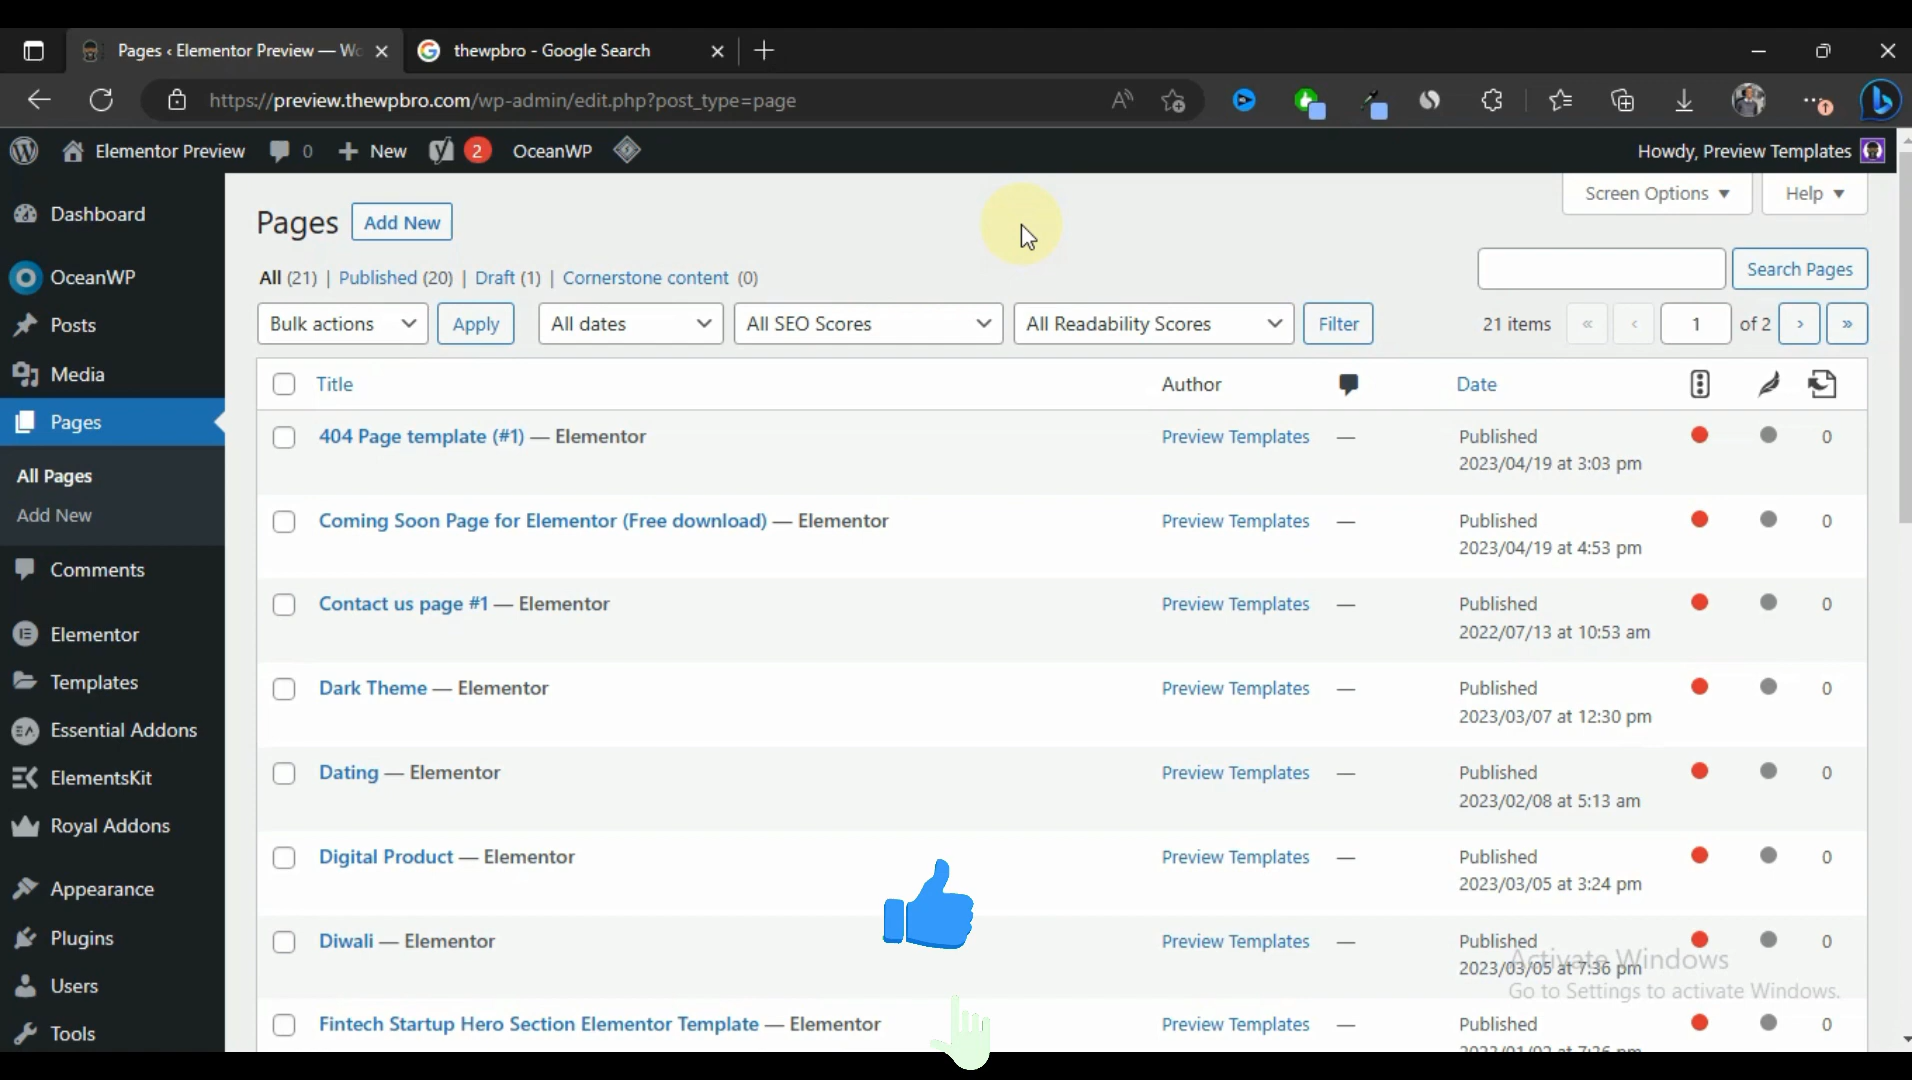 Pages ‹ Elementor Preview — Wo
thewpbro - Google Search
https://preview.thewpbro.com/wp-admin/edit.php?post_type=page
Elementor Preview 0 New 2 OceanWP
Howdy, Preview Templates
Dashboard
OceanWP
Posts
Media
Pages
All Pages
Add New
Comments
Elementor
Templates
Essential Addons
ElementsKit
Royal Addons
Appearance
Plugins
Users
Tools
Screen Options Help
Pages Add New
All (21) | Published (20) | Draft (1) | Cornerstone content (0)
Search Pages
Bulk actions Apply All dates All SEO Scores All Readability Scores Filter 21 items « ‹ 1 of 2 › »
Title Author Date
404 Page template (#1) — Elementor Preview Templates — Published 0
2023/04/19 at 3:03 pm
Coming Soon Page for Elementor (Free download) — Elementor Preview Templates — Published 0
2023/04/19 at 4:53 pm
Contact us page #1 — Elementor Preview Templates — Published 0
2022/07/13 at 10:53 am
Dark Theme — Elementor Preview Templates — Published 0
2023/03/07 at 12:30 pm
Dating — Elementor Preview Templates — Published 0
2023/02/08 at 5:13 am
Digital Product — Elementor Preview Templates — Published 0
2023/03/05 at 3:24 pm
Diwali — Elementor Preview Templates — Published 0
2023/03/05 at 7:36 pm
Activate Windows
Go to Settings to activate Windows.
Fintech Startup Hero Section Elementor Template — Elementor Preview Templates — Published 0